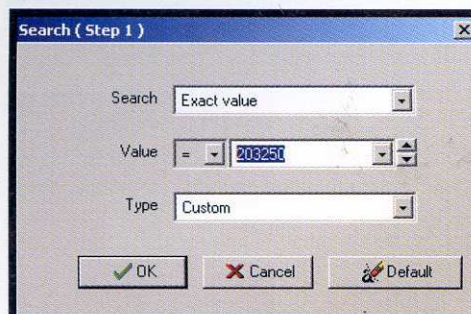 Search ( Step 1 )
Search Exact value
Value = 203250
Type Custom
OK Cancel Default